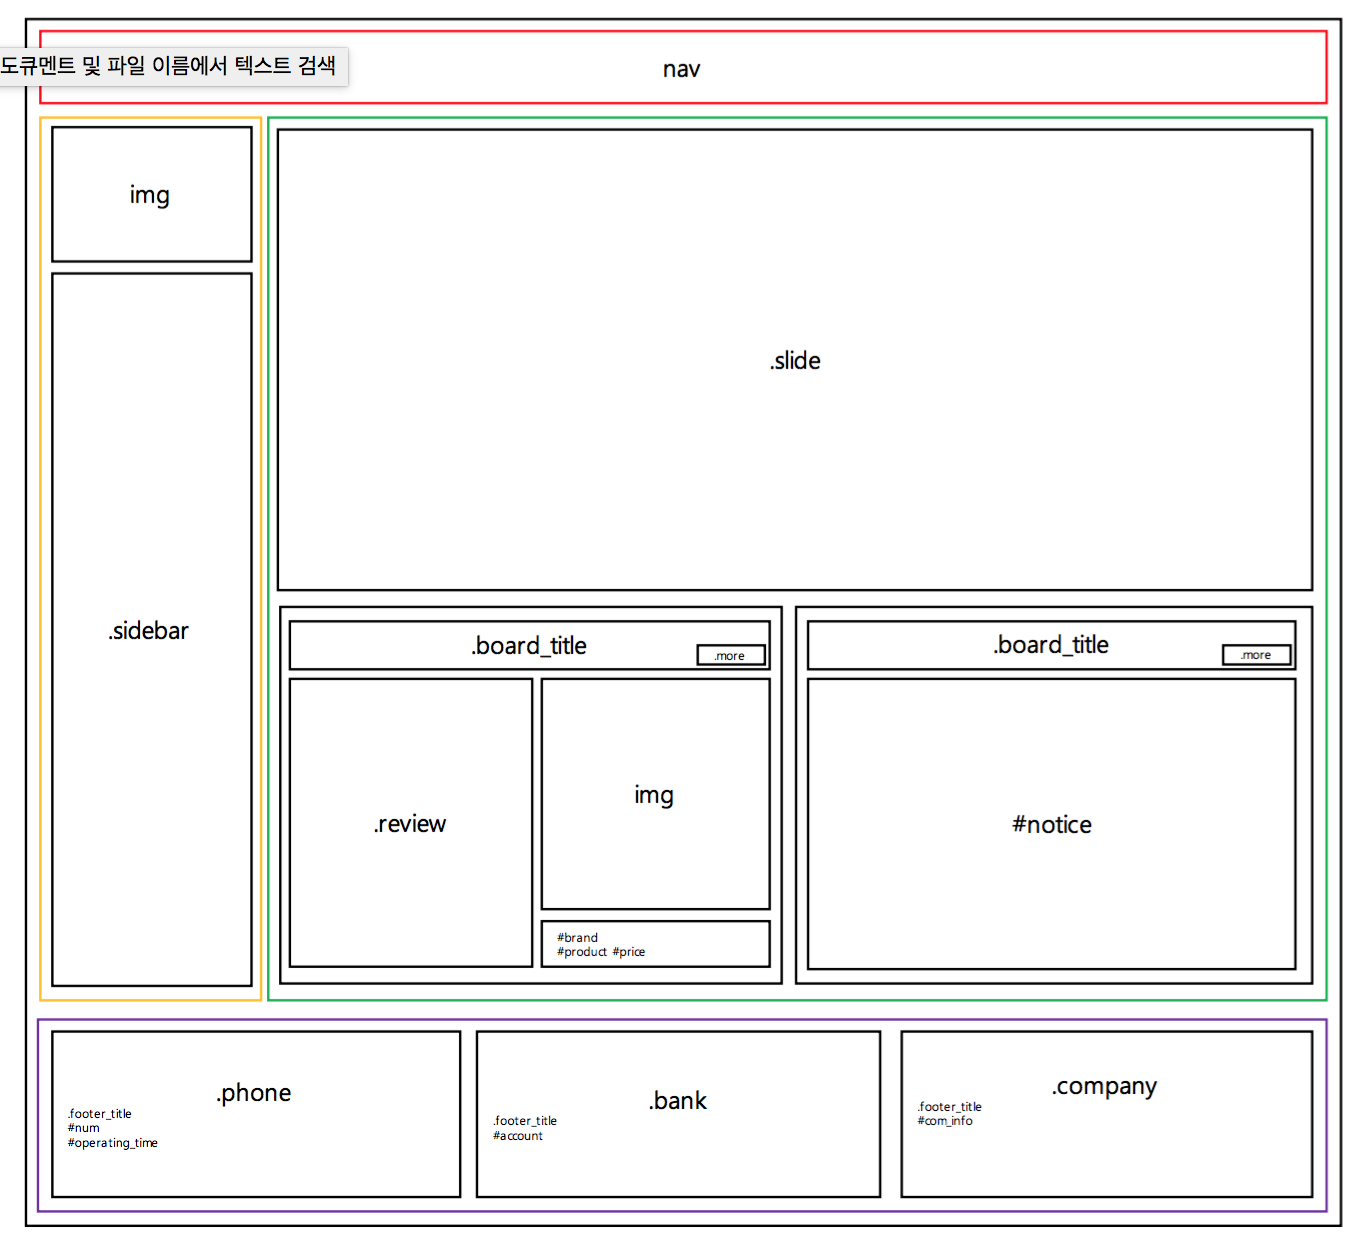 도큐멘트 및 파일 이름에서 텍스트 검색
nav
img
.sidebar
.slide
.board_title
.more
.review
img
#brand
#product #price
.board_title
.more
#notice
.phone
.footer_title
#num
#operating_time
.bank
.footer_title
#account
.company
.footer_title
#com_info